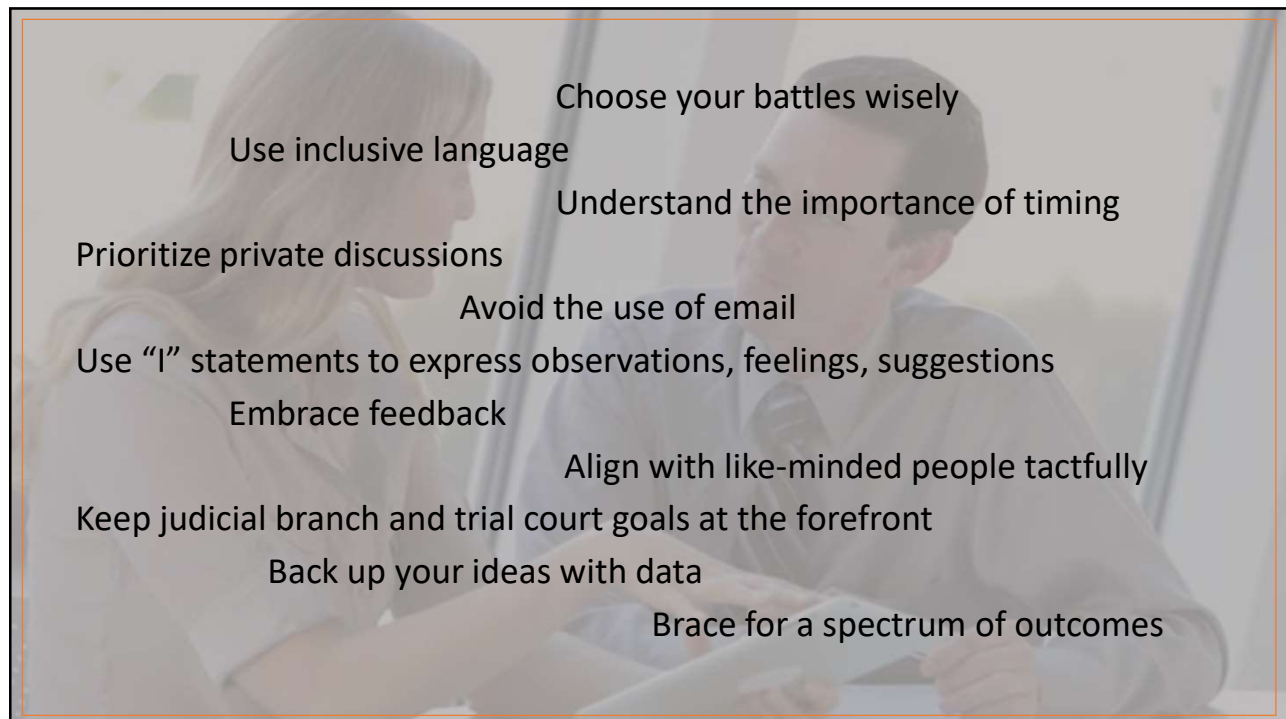 Choose your battles wisely
Use inclusive language
Understand the importance of timing
Prioritize private discussions
Avoid the use of email
Use “I” statements to express observations, feelings, suggestions
Embrace feedback
Align with like-minded people tactfully
Keep judicial branch and trial court goals at the forefront
Back up your ideas with data
Brace for a spectrum of outcomes